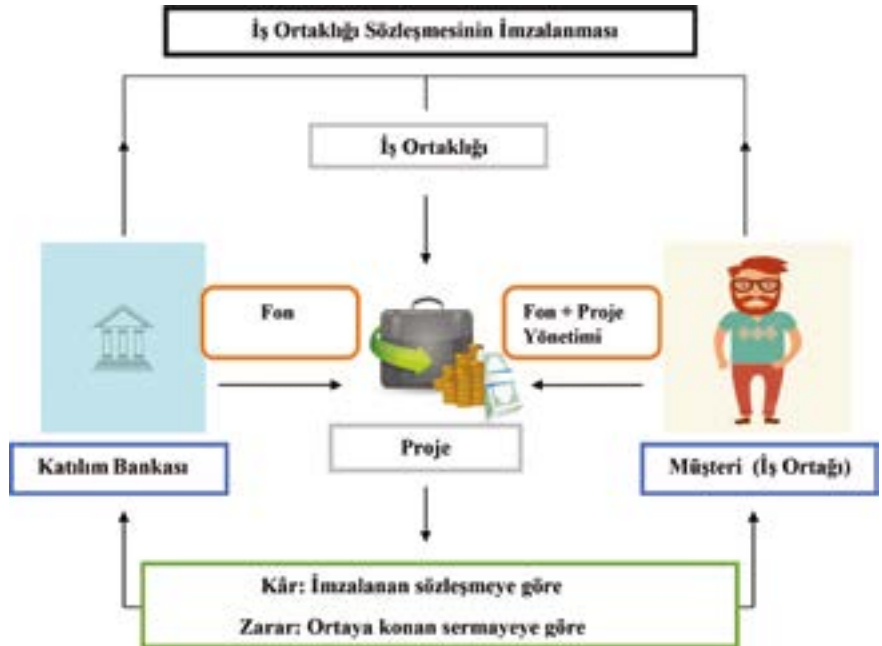 İş Ortaklığı Sözleşmesinin İmzalanması
İş Ortaklığı
Fon
Fon + Proje
Yönetimi
Proje
Katılım Bankası
Müşteri (İş Ortağı)
Kâr: İmzalanan sözleşmeye göre
Zarar: Ortaya konan sermayeye göre